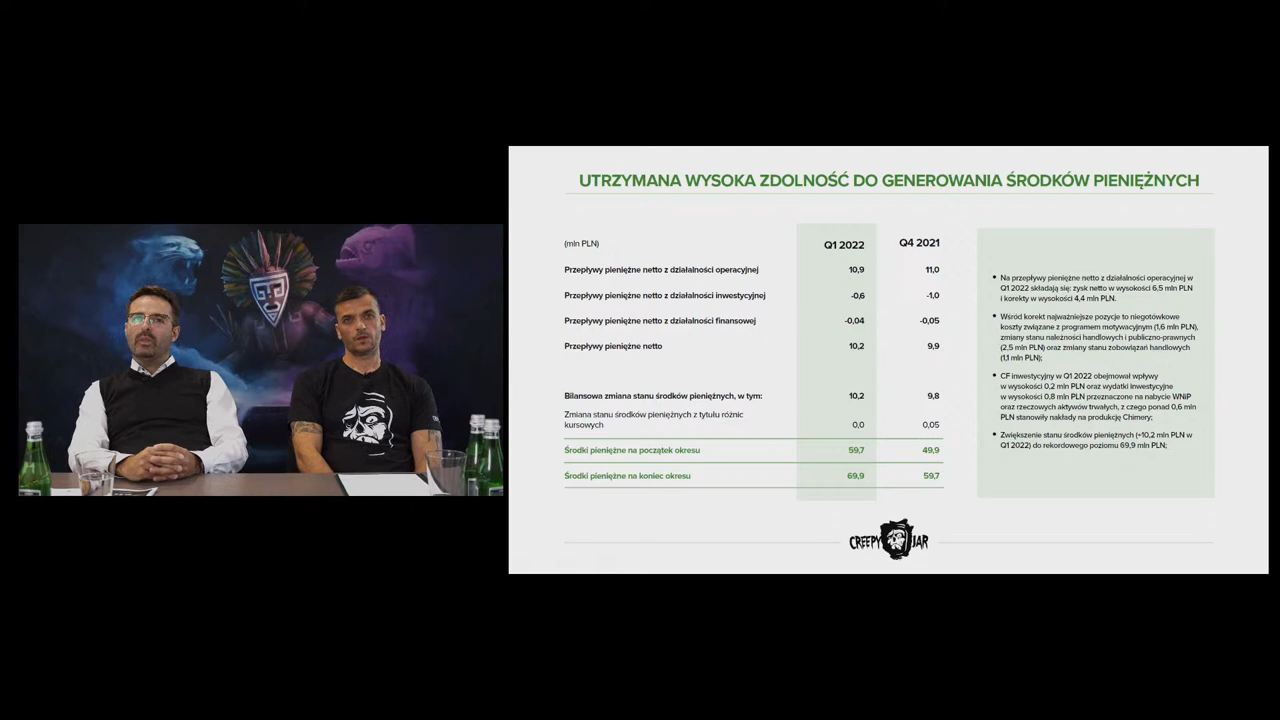 UTRZYMANA WYSOKA ZDOLNOŚĆ DO GENEROWANIA ŚRODKÓW PIENIĘŻNYCH
(mln PLN) Q1 2022 Q4 2021
Przepływy pieniężne netto z działalności operacyjnej 10,9 11,0
Przepływy pieniężne netto z działalności inwestycyjnej -0,6 -1,0
Przepływy pieniężne netto z działalności finansowej -0,04 -0,05
Przepływy pieniężne netto 10,2 9,9
Bilansowa zmiana stanu środków pieniężnych, w tym: 10,2 9,8
Zmiana stanu środków pieniężnych z tytułu różnic
kursowych 0,0 0,05
Środki pieniężne na początek okresu 59,7 49,9
Środki pieniężne na koniec okresu 69,9 59,7
• Na przepływy pieniężne netto z działalności operacyjnej w
Q1 2022 składają się: zysk netto w wysokości 6,5 mln PLN
i korekty w wysokości 4,4 mln PLN.
• Wśród korekt najważniejsze pozycje to niegotówkowe
koszty związane z programem motywacyjnym (1,6 mln PLN),
zmiany stanu należności handlowych i publiczno-prawnych
(2,5 mln PLN) oraz zmiany stanu zobowiązań handlowych
(1,1 mln PLN);
• CF inwestycyjny w Q1 2022 obejmował wpływy
w wysokości 0,2 mln PLN oraz wydatki inwestycyjne
w wysokości 0,8 mln PLN przeznaczone na nabycie WNiP
oraz rzeczowych aktywów trwałych, z czego ponad 0,6 mln
PLN stanowiły nakłady na produkcję Chimery;
• Zwiększenie stanu środków pieniężnych (+10,2 mln PLN w
Q1 2022) do rekordowego poziomu 69,9 mln PLN;
CREEPY JAR